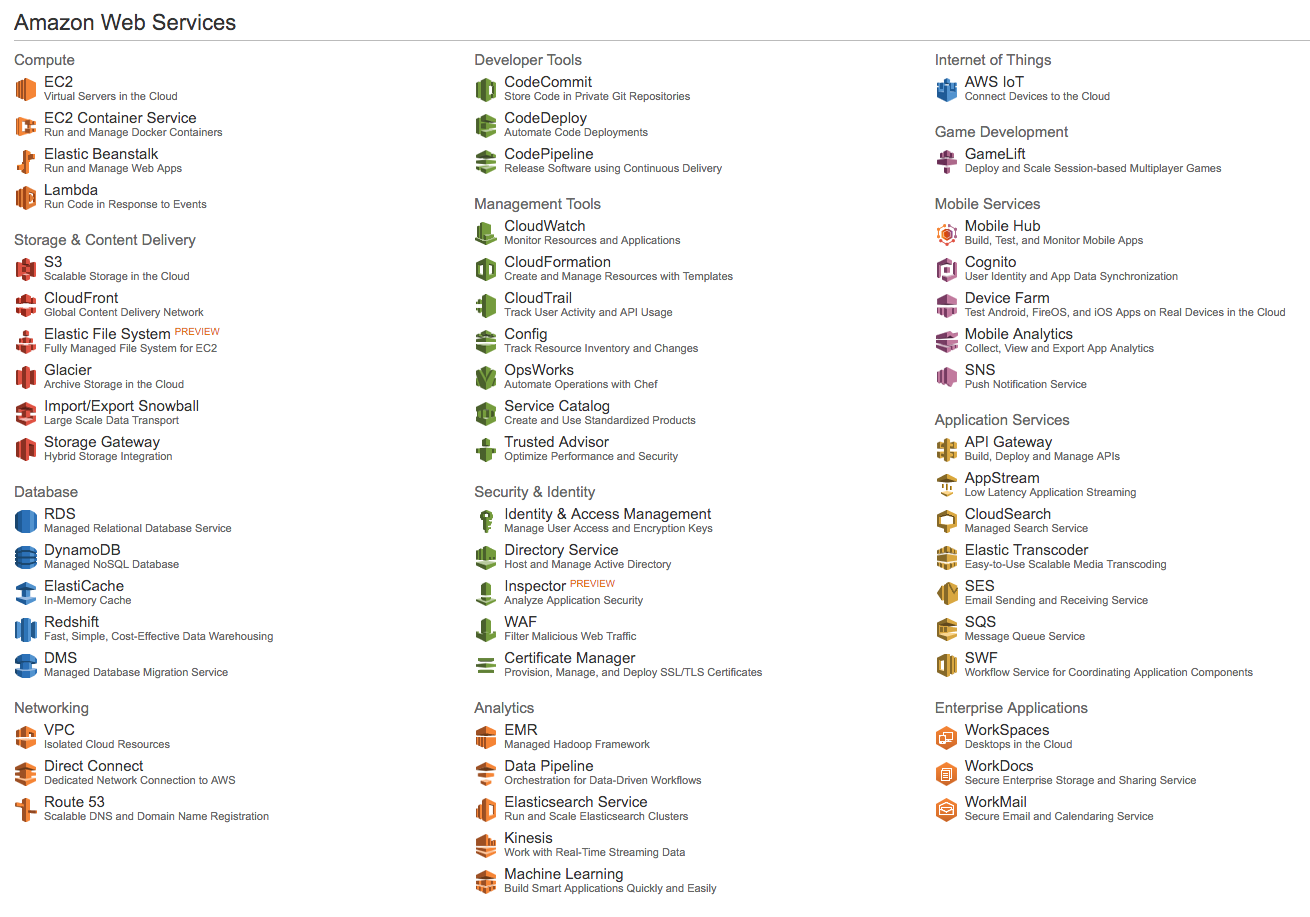 Amazon Web Services
Compute
EC2
Virtual Servers in the Cloud
EC2 Container Service
Run and Manage Docker Containers
Elastic Beanstalk
Run and Manage Web Apps
Lambda
Run Code in Response to Events
Storage & Content Delivery
S3
Scalable Storage in the Cloud
CloudFront
Global Content Delivery Network
Elastic File System PREVIEW
Fully Managed File System for EC2
Glacier
Archive Storage in the Cloud
Import/Export Snowball
Large Scale Data Transport
Storage Gateway
Hybrid Storage Integration
Database
RDS
Managed Relational Database Service
DynamoDB
Managed NoSQL Database
ElastiCache
In-Memory Cache
Redshift
Fast, Simple, Cost-Effective Data Warehousing
DMS
Managed Database Migration Service
Networking
VPC
Isolated Cloud Resources
Direct Connect
Dedicated Network Connection to AWS
Route 53
Scalable DNS and Domain Name Registration
Developer Tools
CodeCommit
Store Code in Private Git Repositories
CodeDeploy
Automate Code Deployments
CodePipeline
Release Software using Continuous Delivery
Management Tools
CloudWatch
Monitor Resources and Applications
CloudFormation
Create and Manage Resources with Templates
CloudTrail
Track User Activity and API Usage
Config
Track Resource Inventory and Changes
OpsWorks
Automate Operations with Chef
Service Catalog
Create and Use Standardized Products
Trusted Advisor
Optimize Performance and Security
Security & Identity
Identity & Access Management
Manage User Access and Encryption Keys
Directory Service
Host and Manage Active Directory
Inspector PREVIEW
Analyze Application Security
WAF
Filter Malicious Web Traffic
Certificate Manager
Provision, Manage, and Deploy SSL/TLS Certificates
Analytics
EMR
Managed Hadoop Framework
Data Pipeline
Orchestration for Data-Driven Workflows
Elasticsearch Service
Run and Scale Elasticsearch Clusters
Kinesis
Work with Real-Time Streaming Data
Machine Learning
Build Smart Applications Quickly and Easily
Internet of Things
AWS IoT
Connect Devices to the Cloud
Game Development
GameLift
Deploy and Scale Session-based Multiplayer Games
Mobile Services
Mobile Hub
Build, Test, and Monitor Mobile Apps
Cognito
User Identity and App Data Synchronization
Device Farm
Test Android, FireOS, and iOS Apps on Real Devices in the Cloud
Mobile Analytics
Collect, View and Export App Analytics
SNS
Push Notification Service
Application Services
API Gateway
Build, Deploy and Manage APIs
AppStream
Low Latency Application Streaming
CloudSearch
Managed Search Service
Elastic Transcoder
Easy-to-Use Scalable Media Transcoding
SES
Email Sending and Receiving Service
SQS
Message Queue Service
SWF
Workflow Service for Coordinating Application Components
Enterprise Applications
WorkSpaces
Desktops in the Cloud
WorkDocs
Secure Enterprise Storage and Sharing Service
WorkMail
Secure Email and Calendaring Service